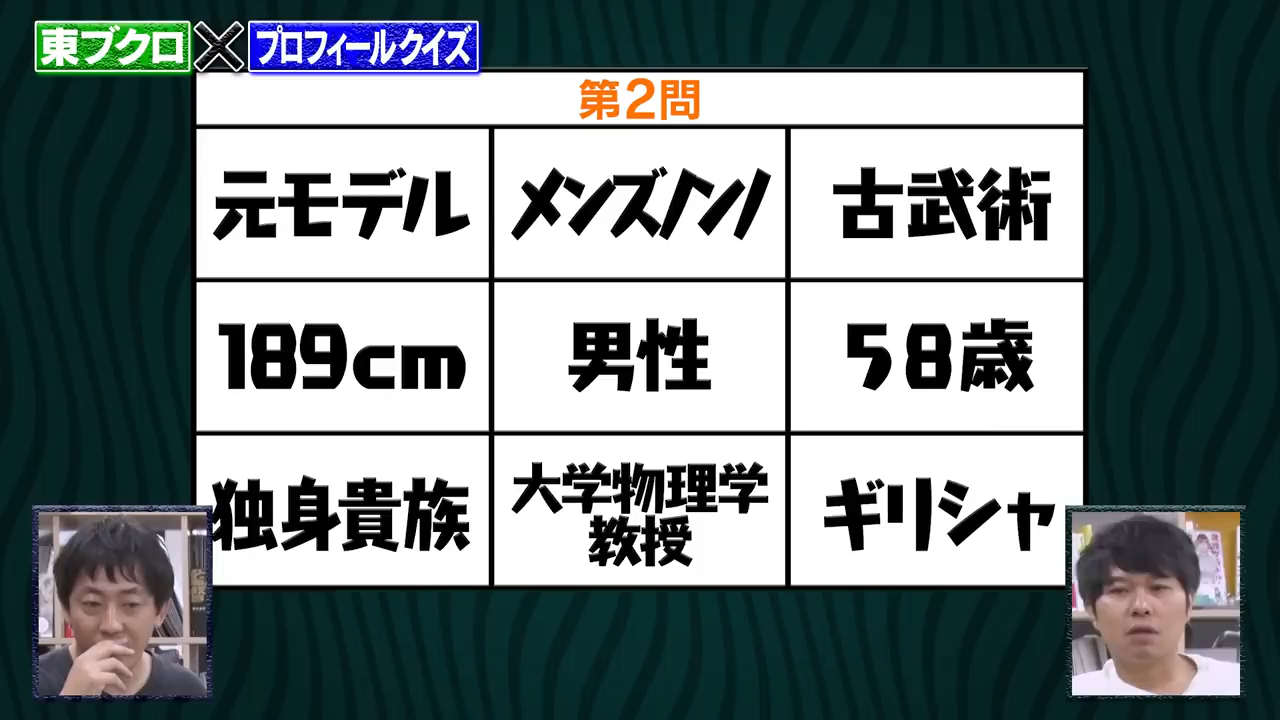 東ブクロ×プロフィールクイズ
第2問
元モデル
メンズノンノ
古武術
189cm
男性
58歳
独身貴族
大学物理学
教授
ギリシャ